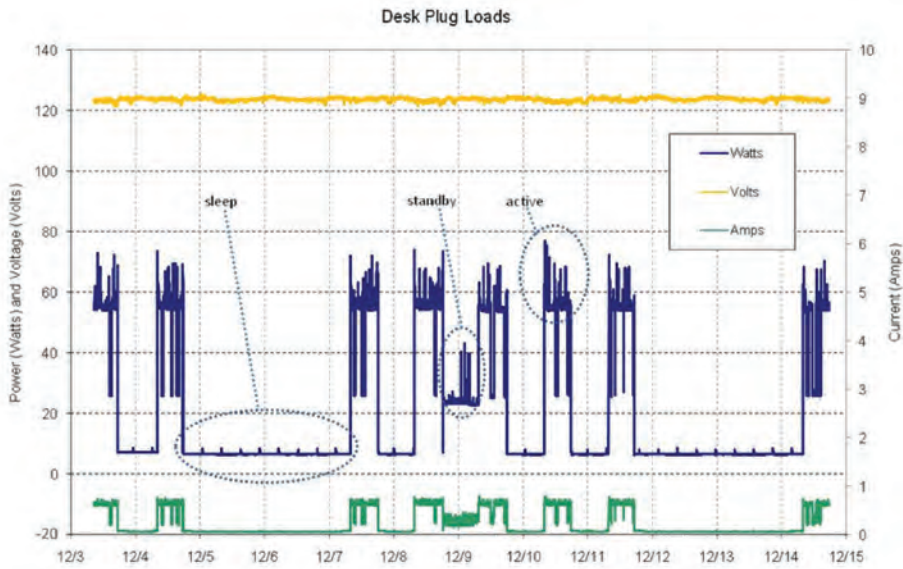 Desk Plug Loads
140
120
100
80
60
40
20
0
-20
Power (Watts) and Voltage (Volts)
10
9
8
7
6
5
4
3
2
1
0
Current (Amps)
Watts
Volts
Amps
sleep
standby
active
12/3 12/4 12/5 12/6 12/7 12/8 12/9 12/10 12/11 12/12 12/13 12/14 12/15